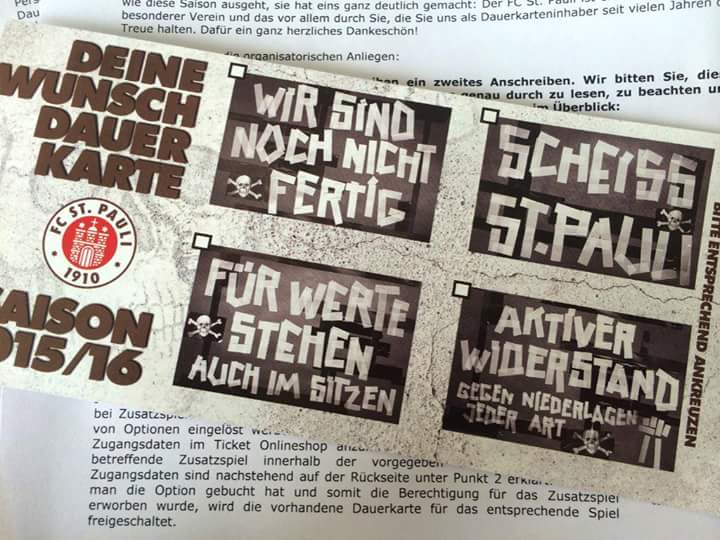 wie diese Saison ausgeht, sie hat eins ganz deutlich gemacht: Der FC St. Pauli ist
besonderer Verein und das vor allem durch Sie, die Sie uns als Dauerkarteninhaber seit vielen Jahren
Treue halten. Dafür ein ganz herzliches Dankeschön!
die organisatorischen Anliegen:
ein zweites Anschreiben. Wir bitten Sie,
genau durch zu lesen, zu beachten
im Überblick:
DEINE
WUNSCH
DAUER
KARTE
FC ST. PAULI
1910
SAISON
2015/16
WIR SIND
NOCH NICHT
FERTIG
SCHEISS
ST. PAULI
FÜR WERTE
STEHEN
AUCH IM SITZEN
AKTIVER
WIDERSTAND
GEGEN NIEDERLAGEN
JEDER ART
BITTE ENTSPRECHEND ANKREUZEN
bei
von Optionen eingelöst
Zugangsdaten im Ticket Onlineshop
betreffende Zusatzspiel innerhalb der
Zugangsdaten sind nachstehend auf der Rückseite unter Punkt 2
man die Option gebucht hat und somit die Berechtigung für das Zusatzspiel
erworben wurde, wird die vorhandene Dauerkarte für das entsprechende Spiel
freigeschaltet.